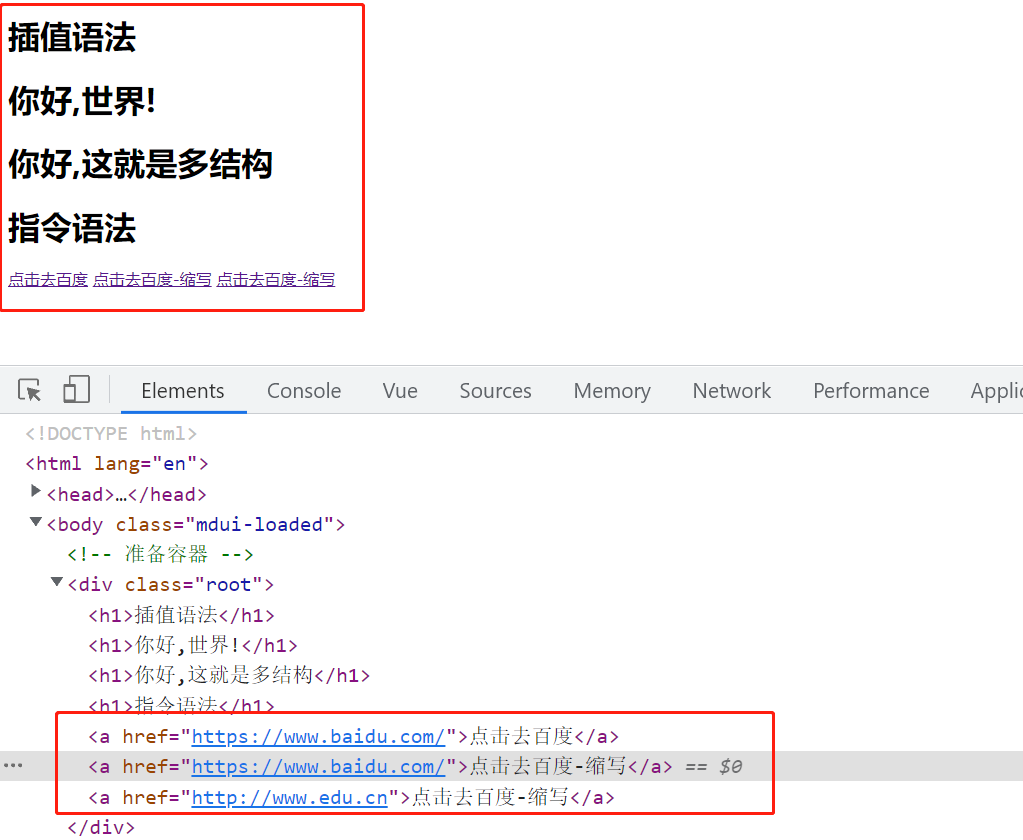 插值语法
你好,世界!
你好,这就是多结构
指令语法
点击去百度 点击去百度-缩写 点击去百度-缩写
Elements Console Vue Sources Memory Network Performance Applic
<!DOCTYPE html>
<html lang="en">
<head>…</head>
<body class="mdui-loaded">
<!-- 准备容器 -->
<div class="root">
<h1>插值语法</h1>
<h1>你好,世界!</h1>
<h1>你好,这就是多结构</h1>
<h1>指令语法</h1>
<a href="https://www.baidu.com/">点击去百度</a>
<a href="https://www.baidu.com/">点击去百度-缩写</a> == $0
<a href="http://www.edu.cn">点击去百度-缩写</a>
</div>